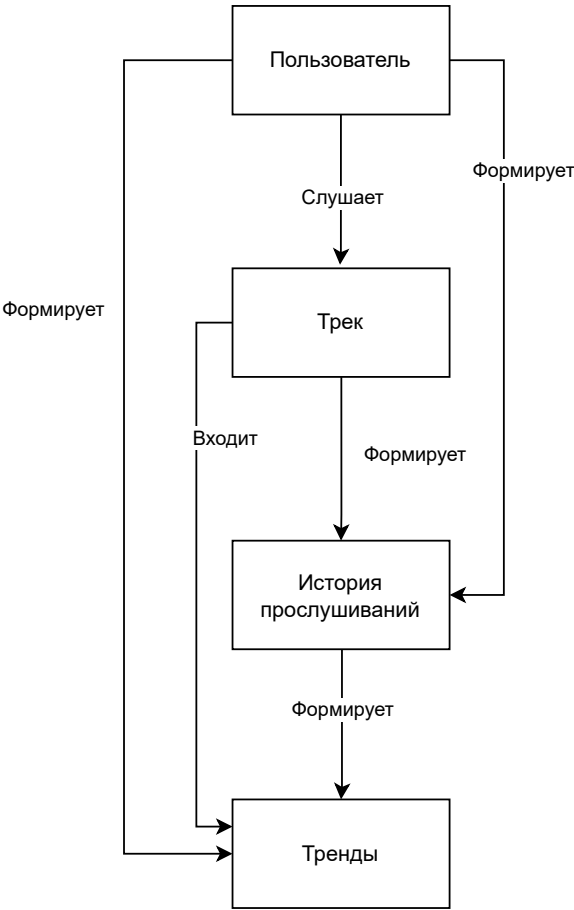 Пользователь
Формирует
Слушает
Формирует
Трек
Входит
Формирует
История
прослушиваний
Формирует
Тренды